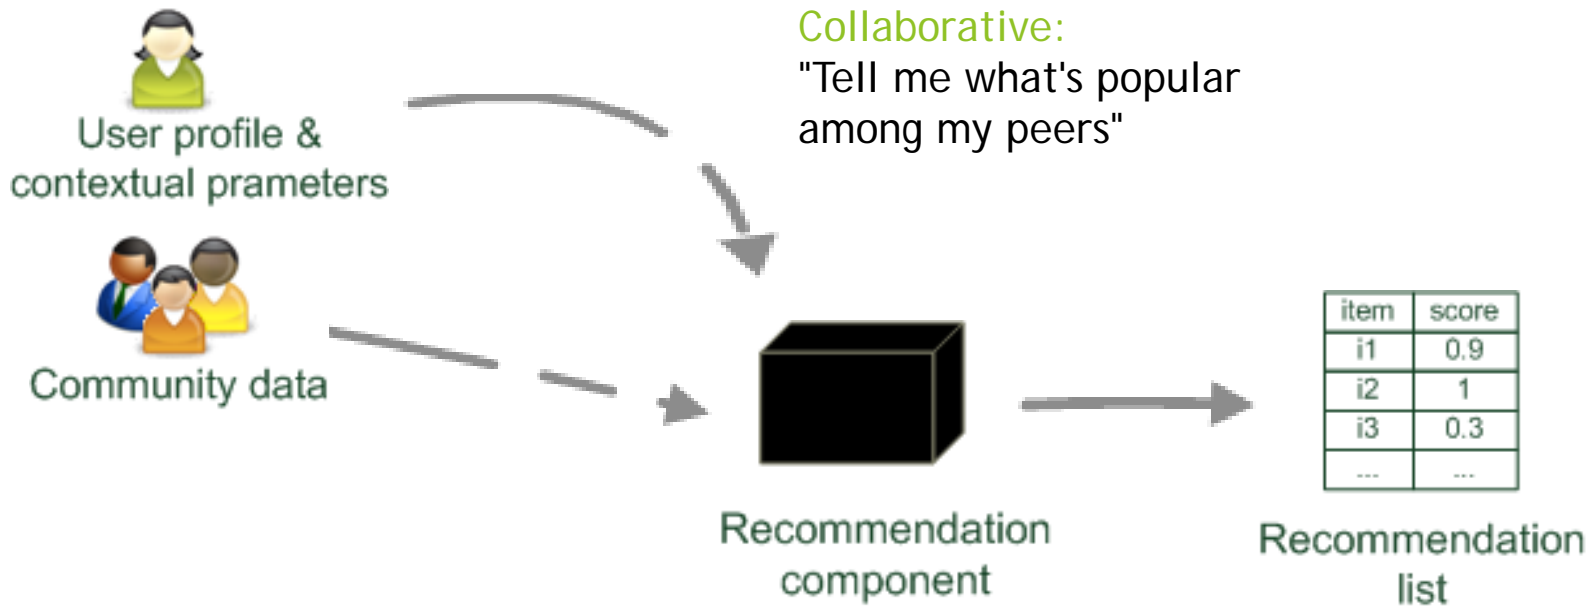 Collaborative:
"Tell me what's popular
among my peers"
User profile &
contextual prameters
Community data
Recommendation
component
item score
i1 0.9
i2 1
i3 0.3
... ...
Recommendation
list